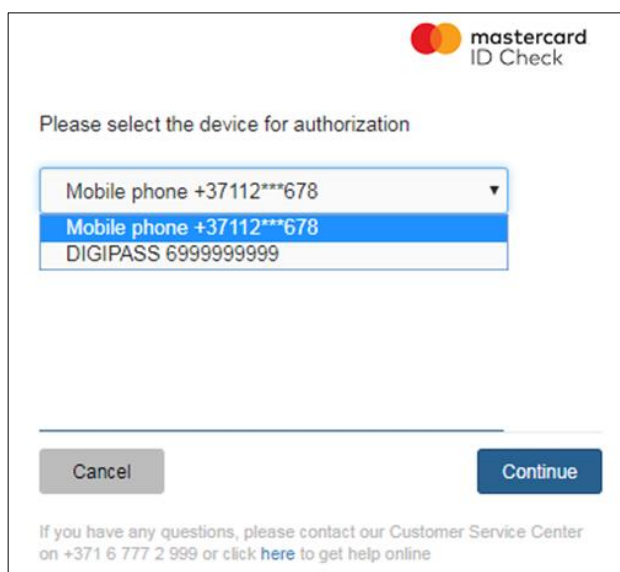 mastercard
ID Check
Please select the device for authorization
Mobile phone +37112***678
Mobile phone +37112***678
DIGIPASS 6999999999
Cancel
Continue
If you have any questions, please contact our Customer Service Center
on +371 6 777 2 999 or click here to get help online